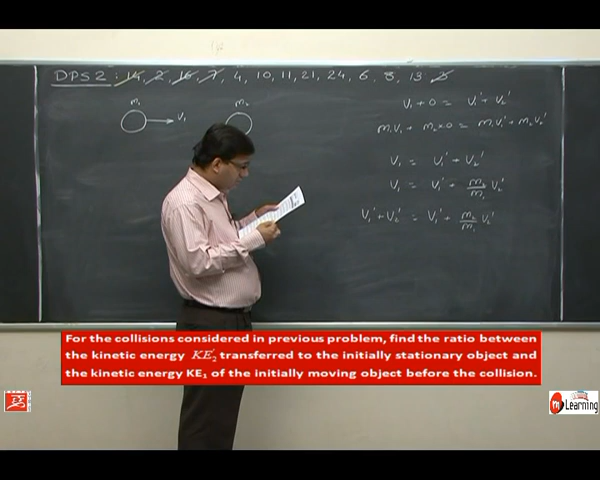 DPS2 : 14, 2, 16, 7, 4, 10, 11, 21, 24, 6, 8, 13
m₁ m₂
V₁
V₁ + 0 = V₁' + V₂'
m₁V₁ + m₂×0 = m₁V₁' + m₂V₂'
V₁ = V₁' + V₂'
V₁ = V₁' + m₂/m₁ V₂'
V₁' + V₂' = V₁' + m₂/m₁ V₂'
For the collisions considered in previous problem, find the ratio between
the kinetic energy KE₂' transferred to the initially stationary object and
the kinetic energy KE₁ of the initially moving object before the collision.
Learning